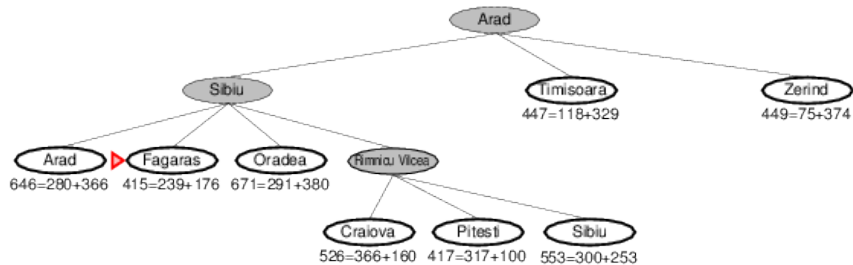 Arad
Sibiu
Timisoara
Zerind
447=118+329
449=75+374
Arad
Fagaras
Oradea
Rimnicu Vilcea
646=280+366
415=239+176
671=291+380
Craiova
Pitesti
Sibiu
526=366+160
417=317+100
553=300+253